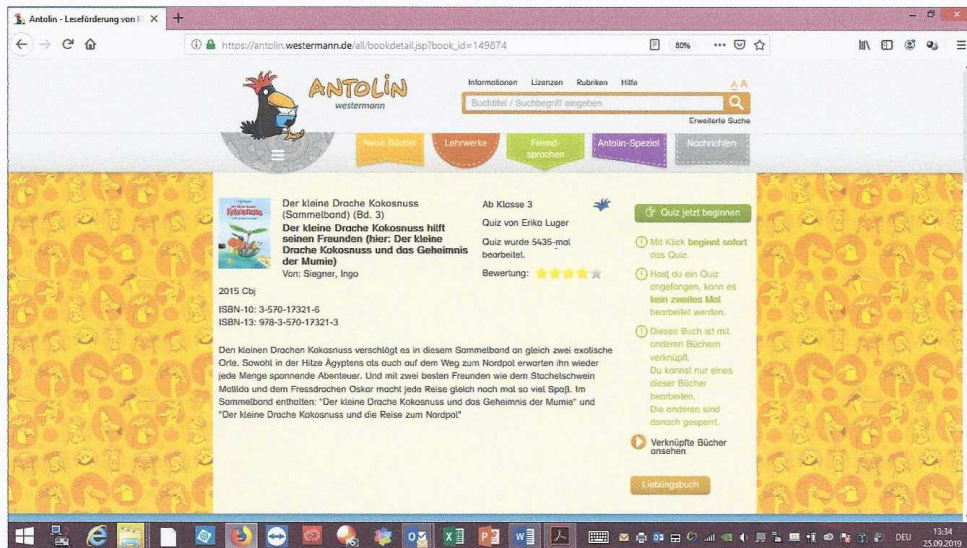 Antolin - Leseförderung von
https://antolin.westermann.de/all/bookdetail.jsp?book_id=149874
80%
ANTOLIN
westermann
Informationen Lizenzen Rubriken Hilfe
A A
Buchtitel / Suchbegriff eingeben
Erweiterte Suche
Neue Bücher
Lehrwerke
Fremd-
sprachen
Antolin-Spezial
Nachrichten
Kokosnuss
Der kleine Drache Kokosnuss
(Sammelband) (Bd. 3)
Der kleine Drache Kokosnuss hilft
seinen Freunden (hier: Der kleine
Drache Kokosnuss und das Geheimnis
der Mumie)
Von: Siegner, Ingo
2015 Cbj
ISBN-10: 3-570-17321-6
ISBN-13: 978-3-570-17321-3
Ab Klasse 3
Quiz von Erika Luger
Quiz wurde 5435-mal
bearbeitet.
Bewertung:
Den kleinen Drachen Kokosnuss verschlägt es in diesem Sammelband an gleich zwei exotische
Orte. Sowohl in der Hitze Ägyptens als auch auf dem Weg zum Nordpol erwarten ihn wieder
jede Menge spannende Abenteuer. Und mit zwei besten Freunden wie dem Stachelschwein
Matilda und dem Fressdrachen Oskar macht jede Reise gleich noch mal so viel Spaß. Im
Sammelband enthalten: "Der kleine Drache Kokosnuss und das Geheimnis der Mumie" und
"Der kleine Drache Kokosnuss und die Reise zum Nordpol"
Quiz jetzt beginnen
Mit Klick beginnt sofort
das Quiz.
Hast du ein Quiz
angefangen, kann es
kein zweites Mal
bearbeitet werden.
Dieses Buch ist mit
anderen Büchern
verknüpft.
Du kannst nur eines
dieser Bücher
bearbeiten.
Die anderen sind
danach gesperrt.
Verknüpfte Bücher
ansehen
Lieblingsbuch
DEU
13:34
25.09.2019